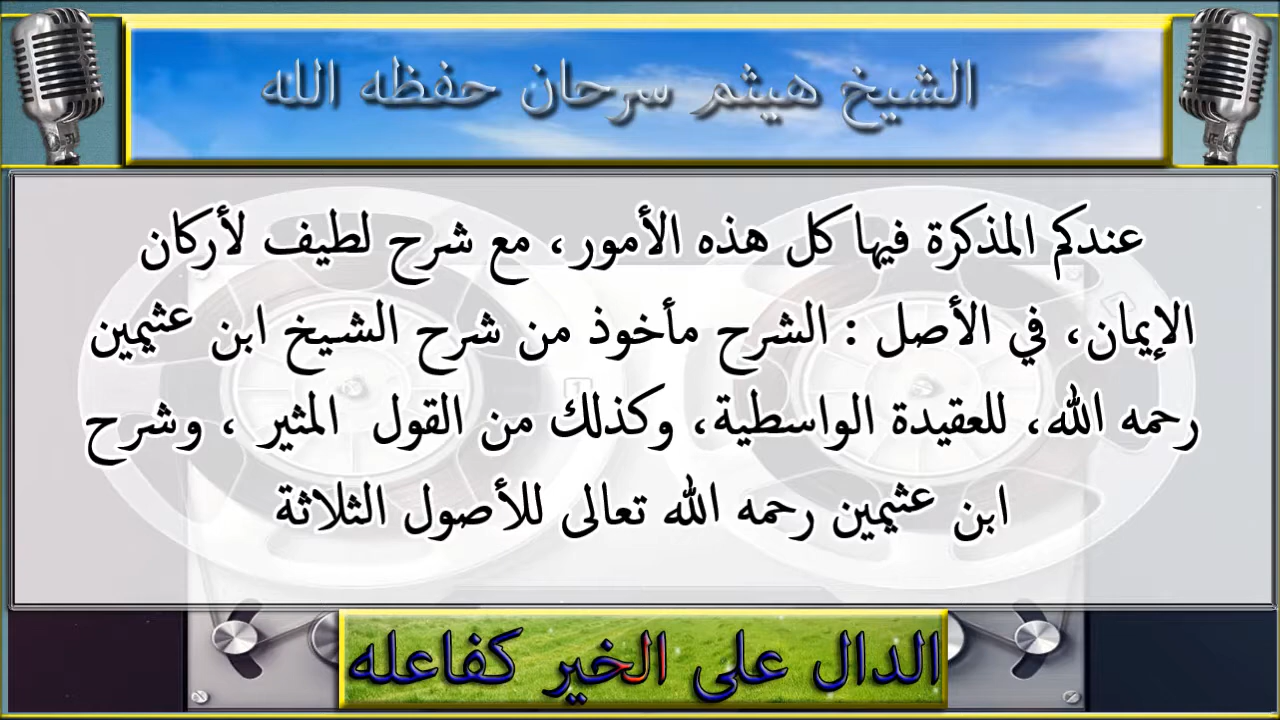 الشيخ هيثم سرحان حفظه الله
عندكم المذكرة فيها كل هذه الأمور، مع شرح لطيف لأركان
الإيمان، في الأصل : الشرح مأخوذ من شرح الشيخ ابن عثيمين
رحمه الله، للعقيدة الواسطية، وكذلك من القول المثير ، وشرح
ابن عثيمين رحمه الله تعالى للأصول الثلاثة
الدال على الخير كفاعله